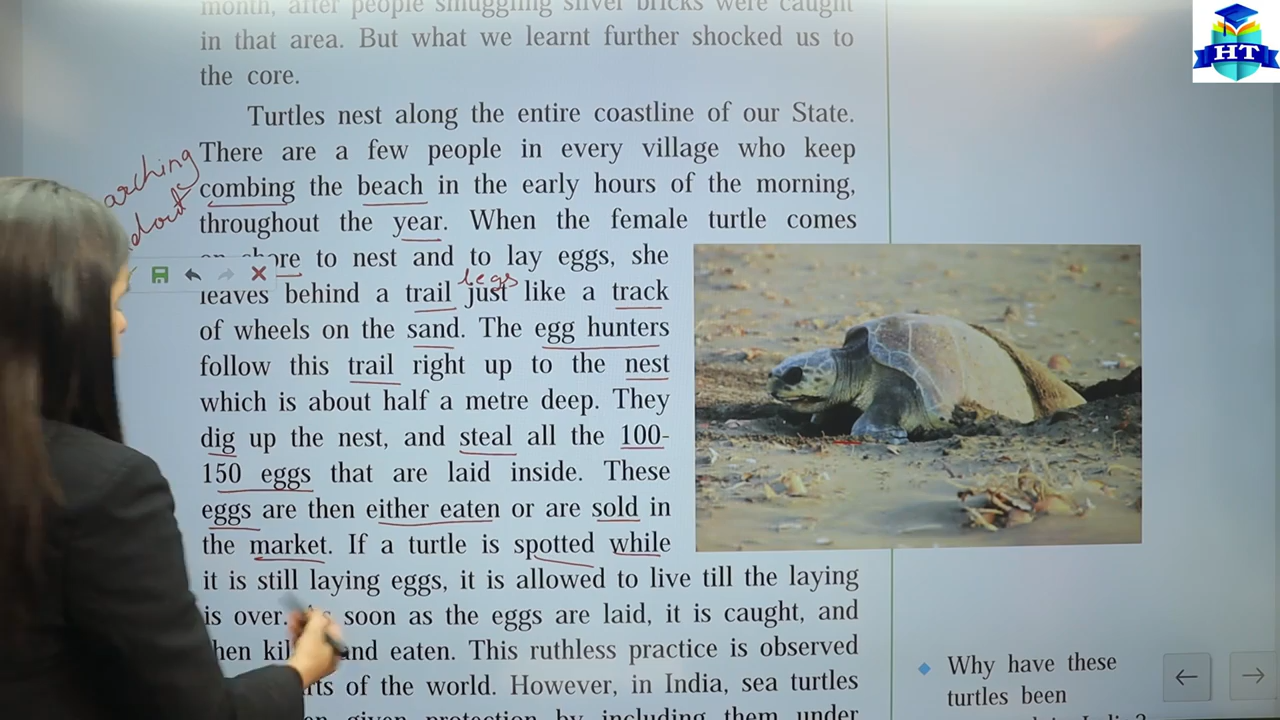 month, after people smuggling silver bricks were caught
in that area. But what we learnt further shocked us to
the core.
Turtles nest along the entire coastline of our State.
There are a few people in every village who keep
combing the beach in the early hours of the morning,
throughout the year. When the female turtle comes
to nest and to lay eggs, she
leaves behind a trail just like a track
of wheels on the sand. The egg hunters
follow this trail right up to the nest
which is about half a metre deep. They
dig up the nest, and steal all the 100-
150 eggs that are laid inside. These
eggs are then either eaten or are sold in
the market. If a turtle is spotted while
it is still laying eggs, it is allowed to live till the laying
is over. soon as the eggs are laid, it is caught, and
and eaten. This ruthless practice is observed
of the world. However, in India, sea turtles
given protection by including them under
arching
legs
HT
Why have these
turtles been